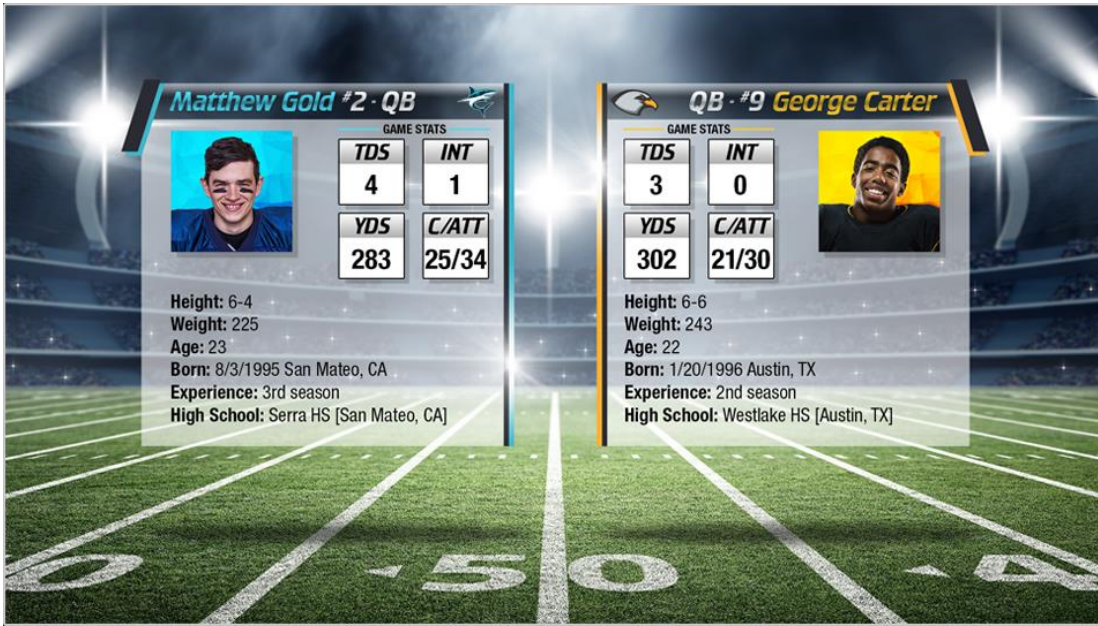 Matthew Gold #2 - QB
GAME STATS
TDS INT
4 1
YDS C/ATT
283 25/34
Height: 6-4
Weight: 225
Age: 23
Born: 8/3/1995 San Mateo, CA
Experience: 3rd season
High School: Serra HS [San Mateo, CA]
QB - #9 George Carter
GAME STATS
TDS INT
3 0
YDS C/ATT
302 21/30
Height: 6-6
Weight: 243
Age: 22
Born: 1/20/1996 Austin, TX
Experience: 2nd season
High School: Westlake HS [Austin, TX]
0 50 4